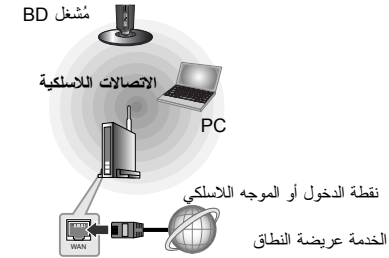 مُشغل BD
الاتصالات اللاسلكية
PC
نقطة الدخول أو الموجه اللاسلكي
WAN
الخدمة عريضة النطاق